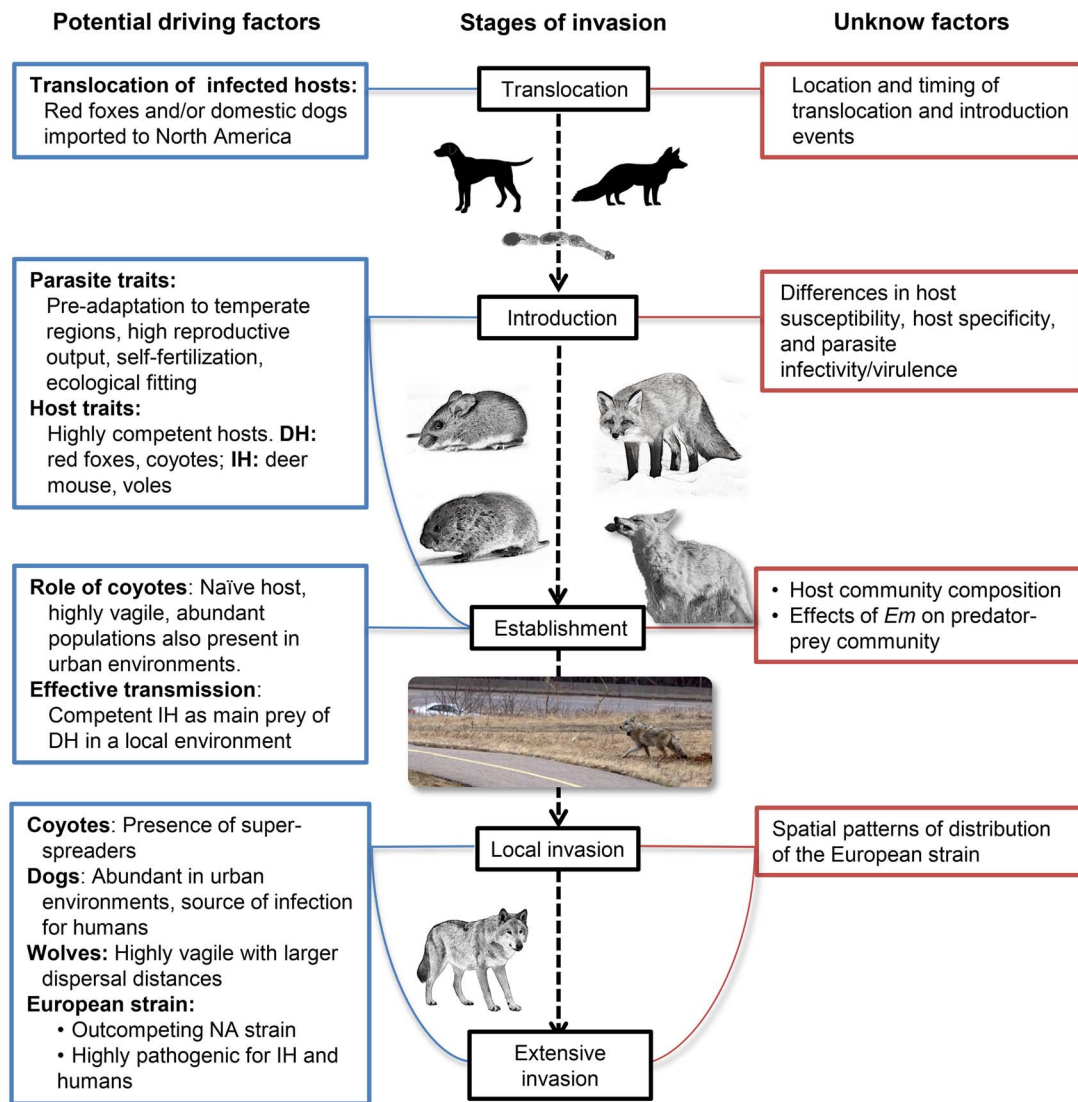 Potential driving factors
Stages of invasion
Unknow factors
Translocation of infected hosts:
Red foxes and/or domestic dogs
imported to North America
Translocation
Location and timing of
translocation and introduction
events
Parasite traits:
Pre-adaptation to temperate
regions, high reproductive
output, self-fertilization,
ecological fitting
Host traits:
Highly competent hosts. DH:
red foxes, coyotes; IH: deer
mouse, voles
Introduction
Differences in host
susceptibility, host specificity,
and parasite
infectivity/virulence
Role of coyotes: Naïve host,
highly vagile, abundant
populations also present in
urban environments.
Effective transmission:
Competent IH as main prey of
DH in a local environment
Establishment
• Host community composition
• Effects of Em on predator-
prey community
Coyotes: Presence of super-
spreaders
Dogs: Abundant in urban
environments, source of infection
for humans
Wolves: Highly vagile with larger
dispersal distances
European strain:
• Outcompeting NA strain
• Highly pathogenic for IH and
humans
Local invasion
Spatial patterns of distribution
of the European strain
Extensive
invasion